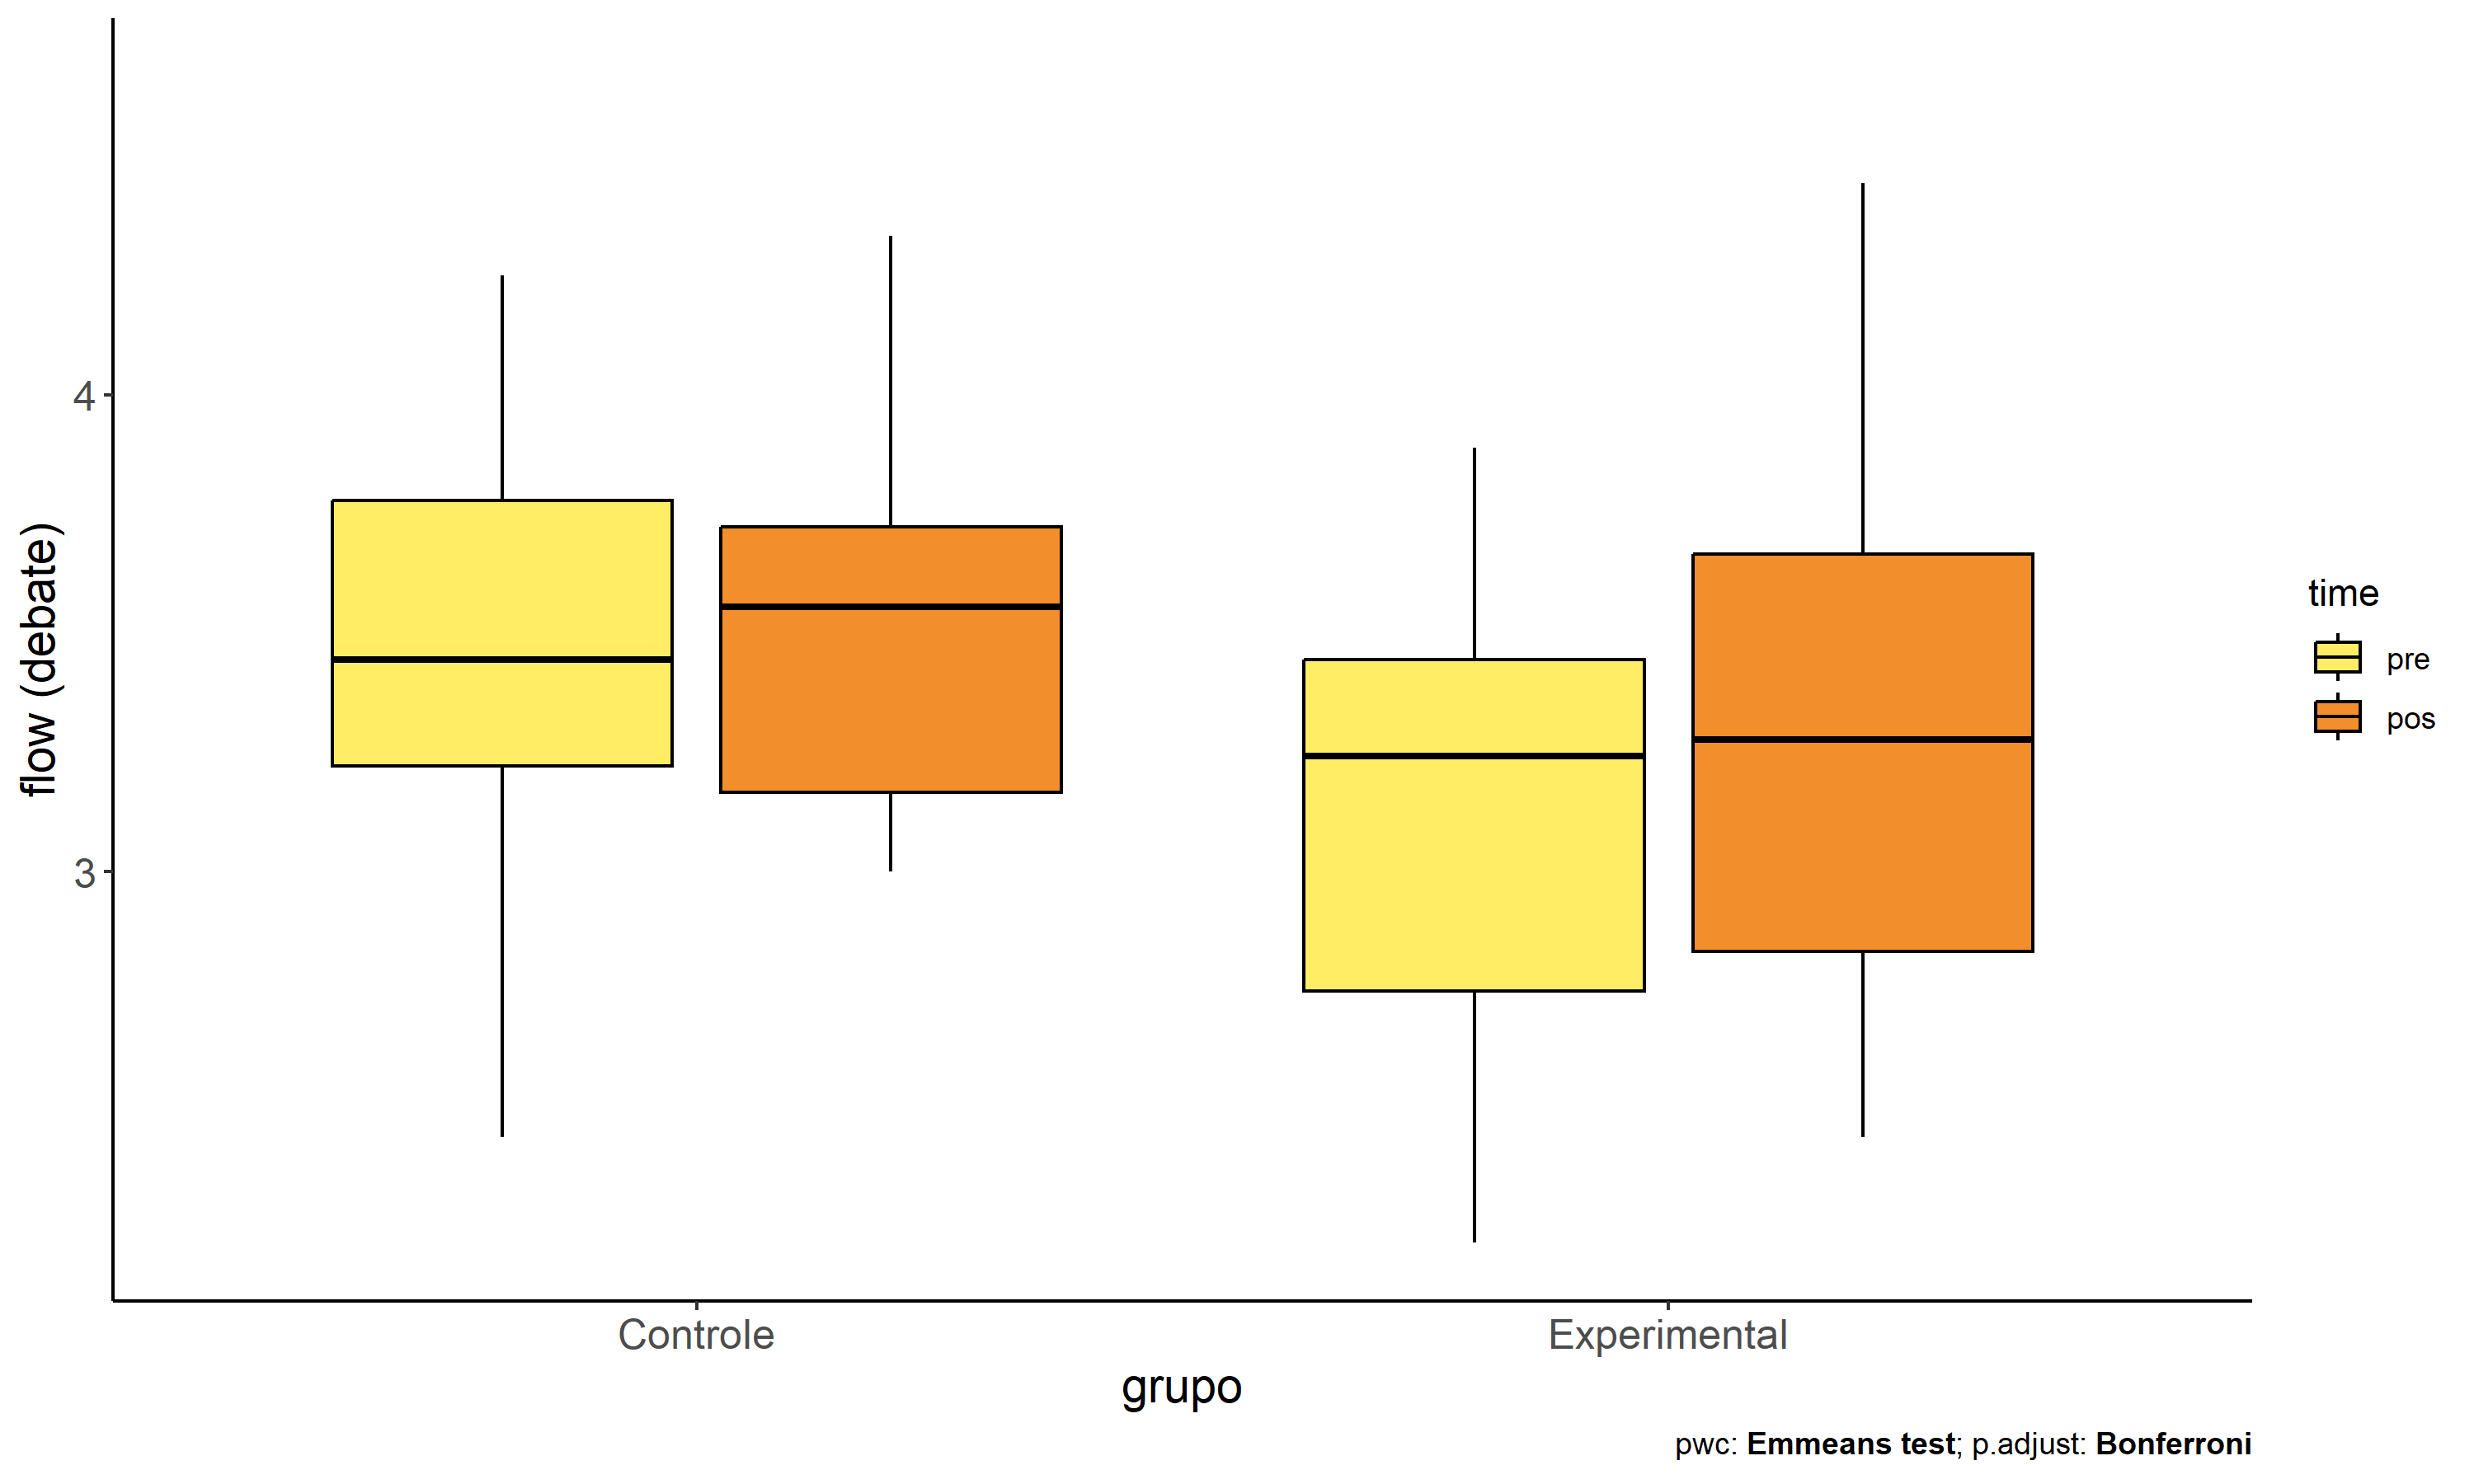 flow (debate)
4
3
Controle
Experimental
grupo
time
pre
pos
pwc: Emmeans test; p.adjust: Bonferroni